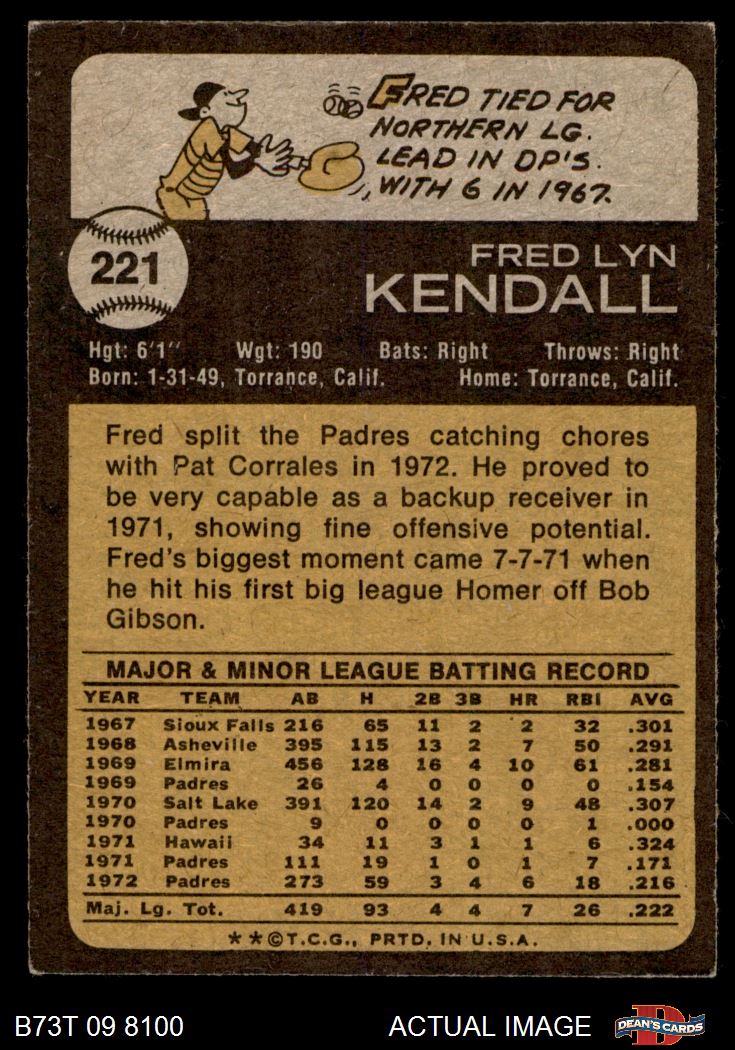 FRED TIED FOR
NORTHERN LG.
LEAD IN DP'S.
WITH 6 IN 1967.
221
FRED LYN
KENDALL
Hgt: 6'1" Wgt: 190 Bats: Right Throws: Right
Born: 1-31-49, Torrance, Calif. Home: Torrance, Calif.
Fred split the Padres catching chores
with Pat Corrales in 1972. He proved to
be very capable as a backup receiver in
1971, showing fine offensive potential.
Fred's biggest moment came 7-7-71 when
he hit his first big league Homer off Bob
Gibson.
MAJOR & MINOR LEAGUE BATTING RECORD
YEAR TEAM AB H 2B 3B HR RBI AVG
1967 Sioux Falls 216 65 11 2 2 32 .301
1968 Asheville 395 115 13 2 7 50 .291
1969 Elmira 456 128 16 4 10 61 .281
1969 Padres 26 4 0 0 0 0 .154
1970 Salt Lake 391 120 14 2 9 48 .307
1970 Padres 9 0 0 0 0 1 .000
1971 Hawaii 34 11 3 1 1 6 .324
1971 Padres 111 19 1 0 1 7 .171
1972 Padres 273 59 3 4 6 18 .216
Maj. Lg. Tot. 419 93 4 4 7 26 .222
**©T.C.G., PRTD. IN U.S.A.
B73T 09 8100 ACTUAL IMAGE D DEAN'S CARDS